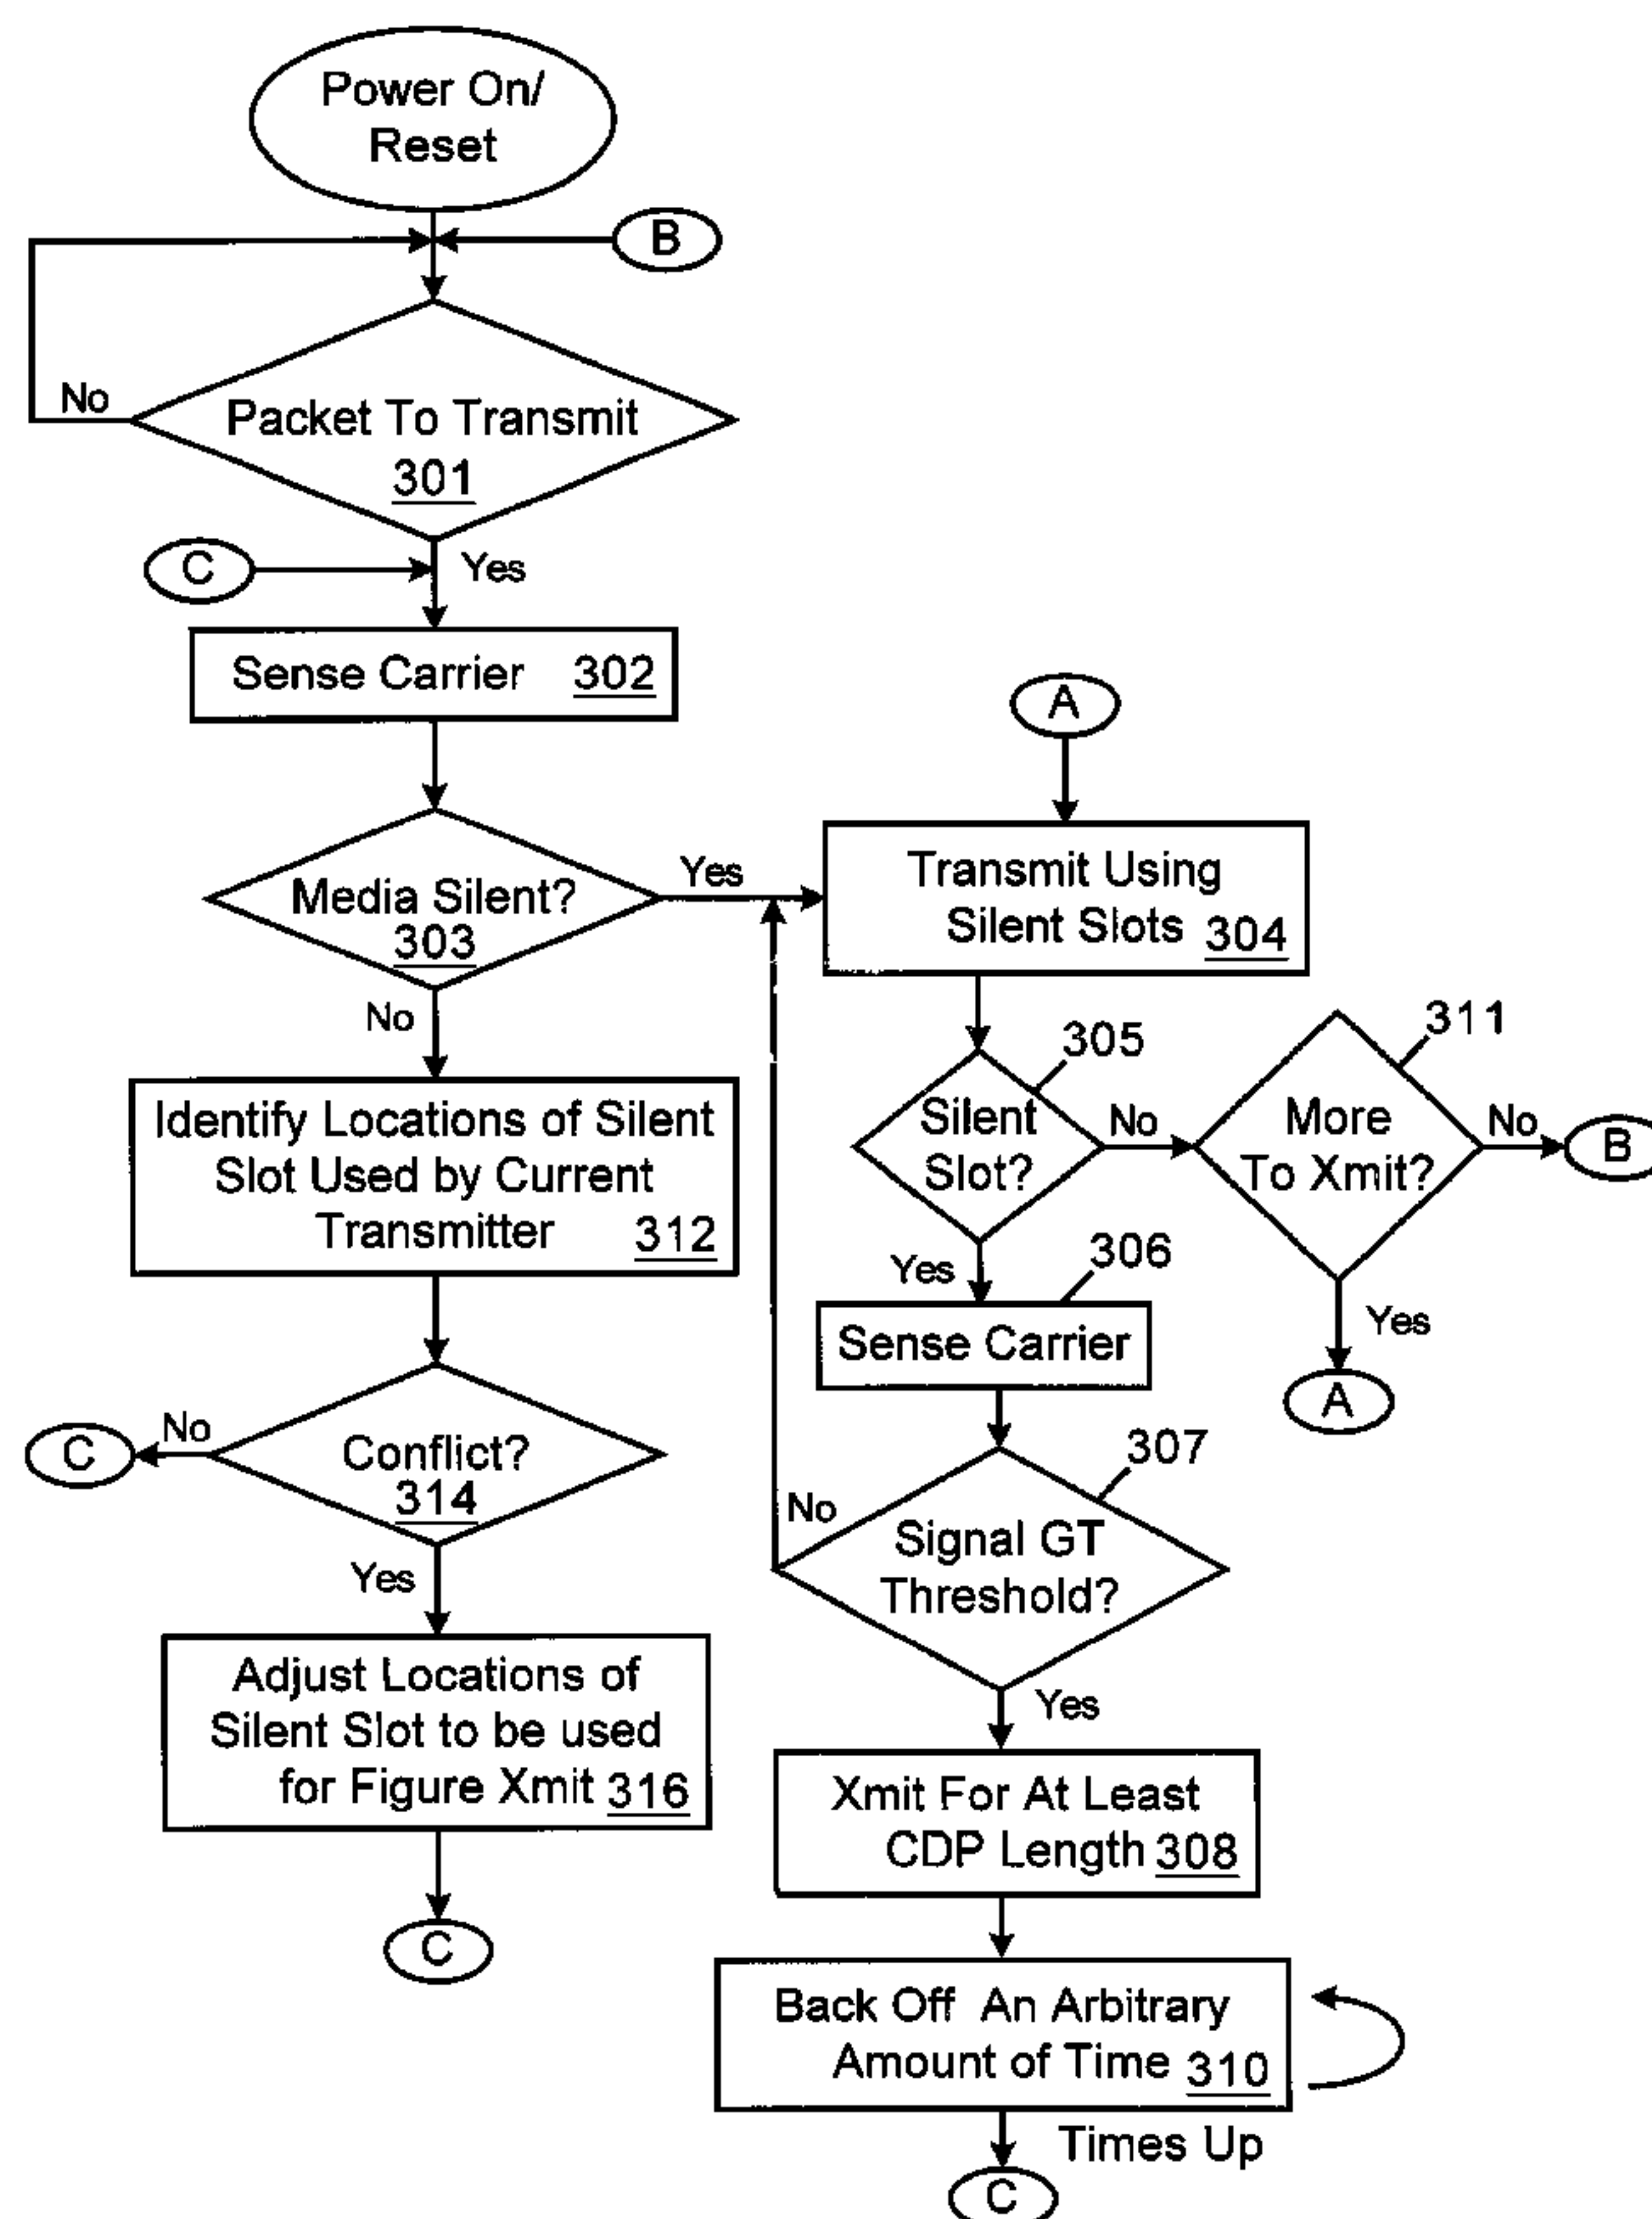 Power On/
Reset
B
No
Packet To Transmit
301
C
Yes
Sense Carrier 302
A
Media Silent?
303
Yes
Transmit Using
Silent Slots 304
No
Identify Locations of Silent
Slot Used by Current
Transmitter 312
305
Silent
Slot?
No
311
More
To Xmit?
No
B
Yes
306
Sense Carrier
Yes
A
C
No
Conflict?
314
No
307
Signal GT
Threshold?
Yes
Adjust Locations of
Silent Slot to be used
for Figure Xmit 316
Yes
Xmit For At Least
CDP Length 308
C
Back Off An Arbitrary
Amount of Time 310
Times Up
C